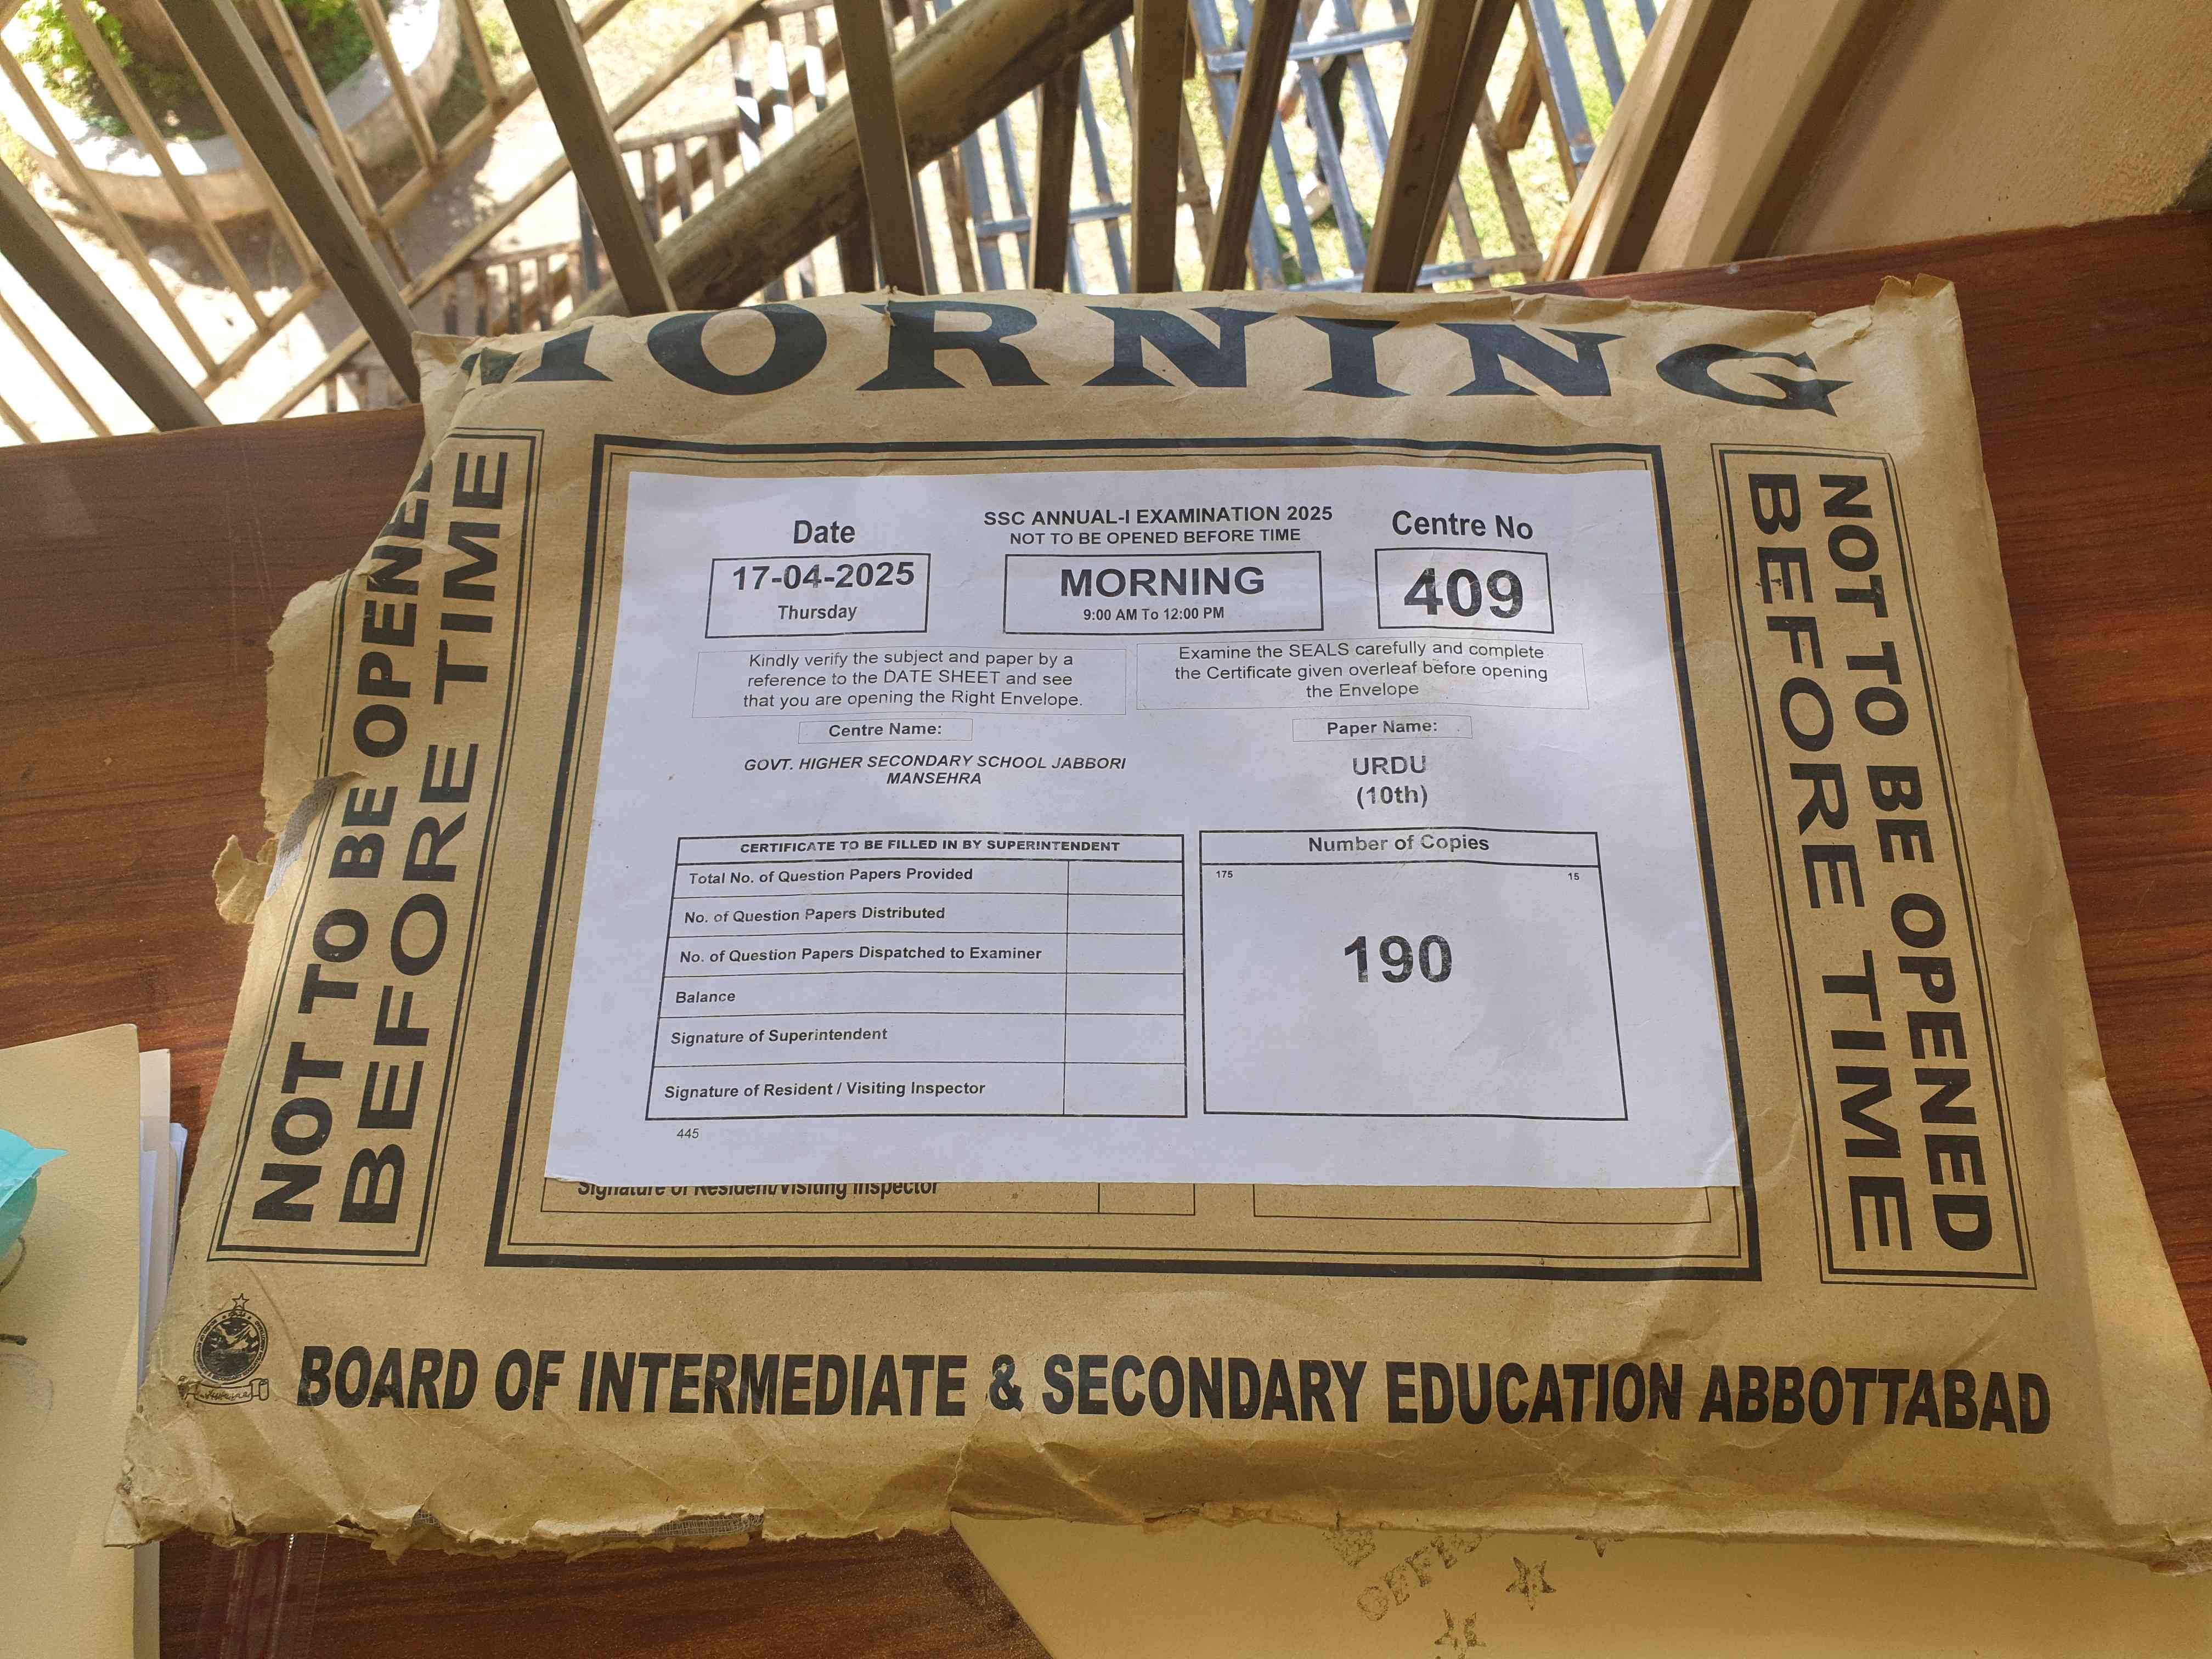 MORNING
NOT TO BE OPENED
BEFORE TIME
Date
17-04-2025
Thursday
SSC ANNUAL-I EXAMINATION 2025
NOT TO BE OPENED BEFORE TIME
MORNING
9:00 AM To 12:00 PM
Centre No
409
Kindly verify the subject and paper by a
reference to the DATE SHEET and see
that you are opening the Right Envelope.
Examine the SEALS carefully and complete
the Certificate given overleaf before opening
the Envelope
Centre Name:
GOVT. HIGHER SECONDARY SCHOOL JABBORI
MANSEHRA
Paper Name:
URDU
(10th)
CERTIFICATE TO BE FILLED IN BY SUPERINTENDENT
Total No. of Question Papers Provided
No. of Question Papers Distributed
No. of Question Papers Dispatched to Examiner
Balance
Signature of Superintendent
Signature of Resident / Visiting Inspector
Number of Copies
175 15
190
445
Signature of Resident/Visiting Inspector
NOT TO BE OPENED
BEFORE TIME
BOARD OF INTERMEDIATE & SECONDARY EDUCATION ABBOTTABAD